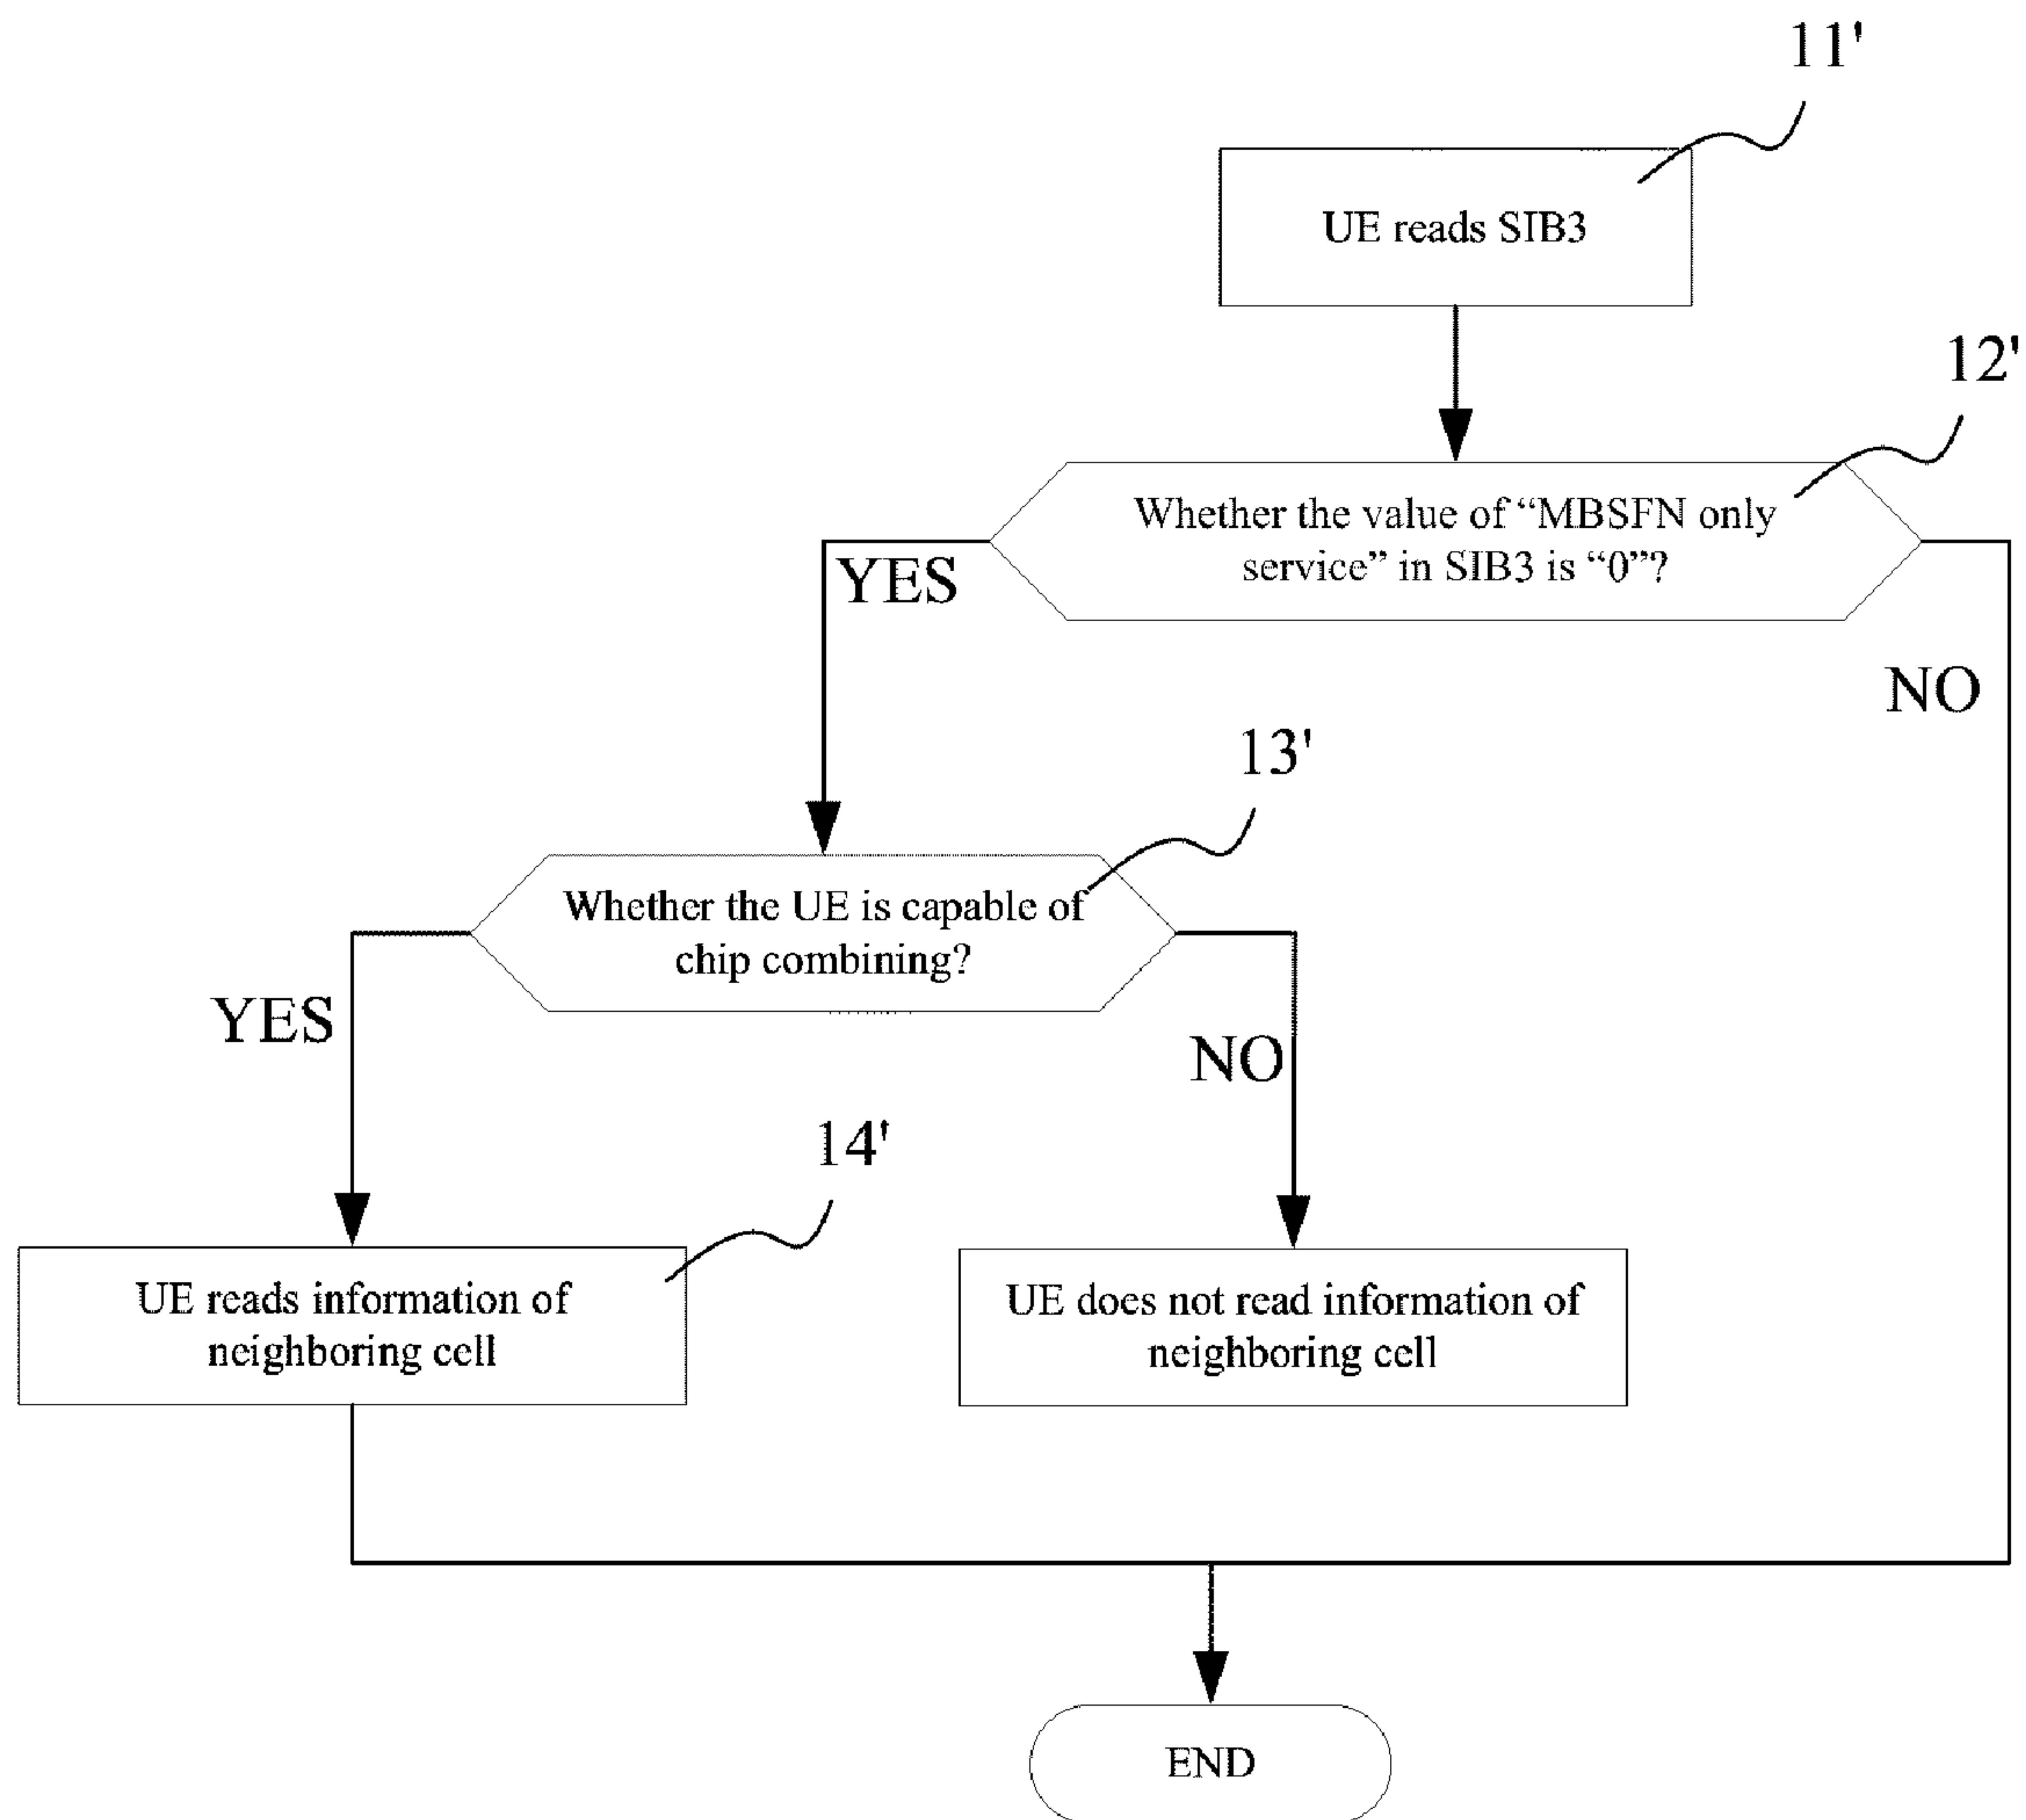 11'
UE reads SIB3
12'
Whether the value of “MBSFN only
service” in SIB3 is “0”?
YES
NO
13'
Whether the UE is capable of
chip combining?
YES
NO
14'
UE reads information of
neighboring cell
UE does not read information of
neighboring cell
END